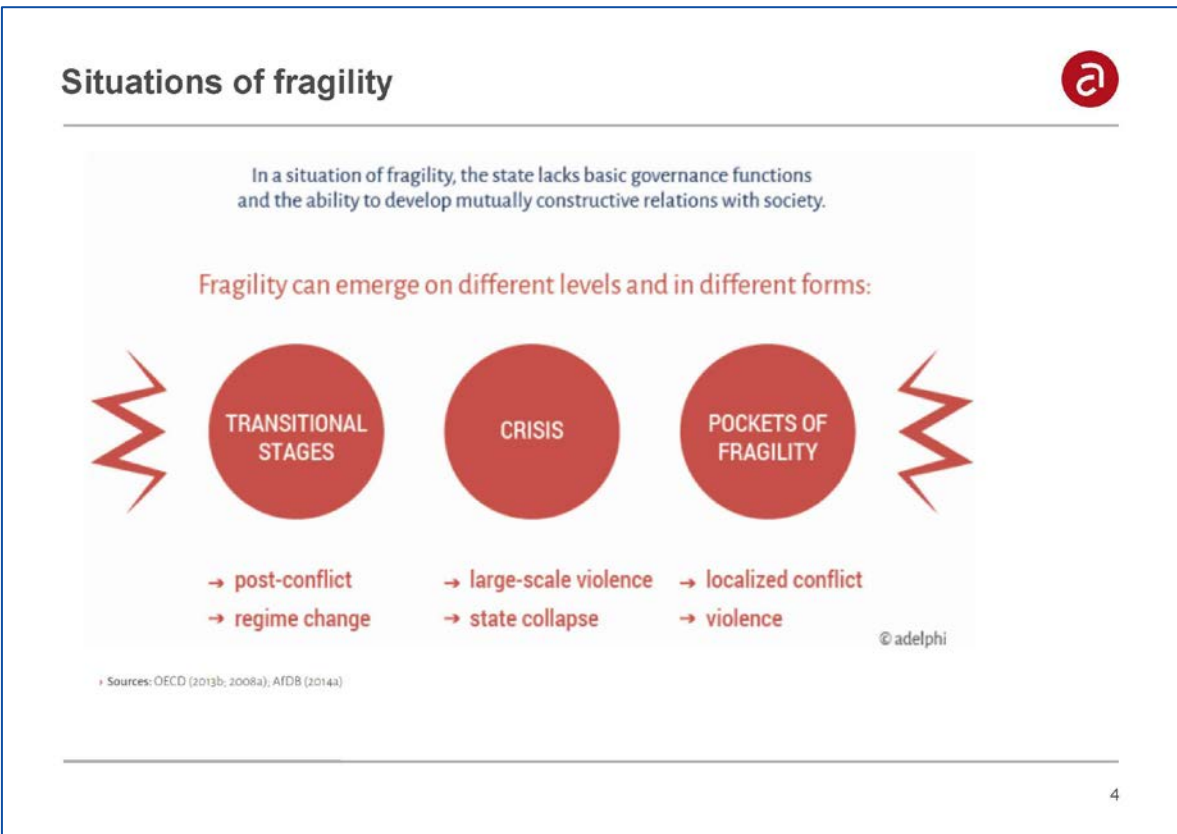 Situations of fragility
In a situation of fragility, the state lacks basic governance functions
and the ability to develop mutually constructive relations with society.
Fragility can emerge on different levels and in different forms:
TRANSITIONAL
STAGES
CRISIS
POCKETS OF
FRAGILITY
→ post-conflict
→ regime change
→ large-scale violence
→ state collapse
→ localized conflict
→ violence
© adelphi
› Sources: OECD (2013b; 2008a); AfDB (2014a)
4